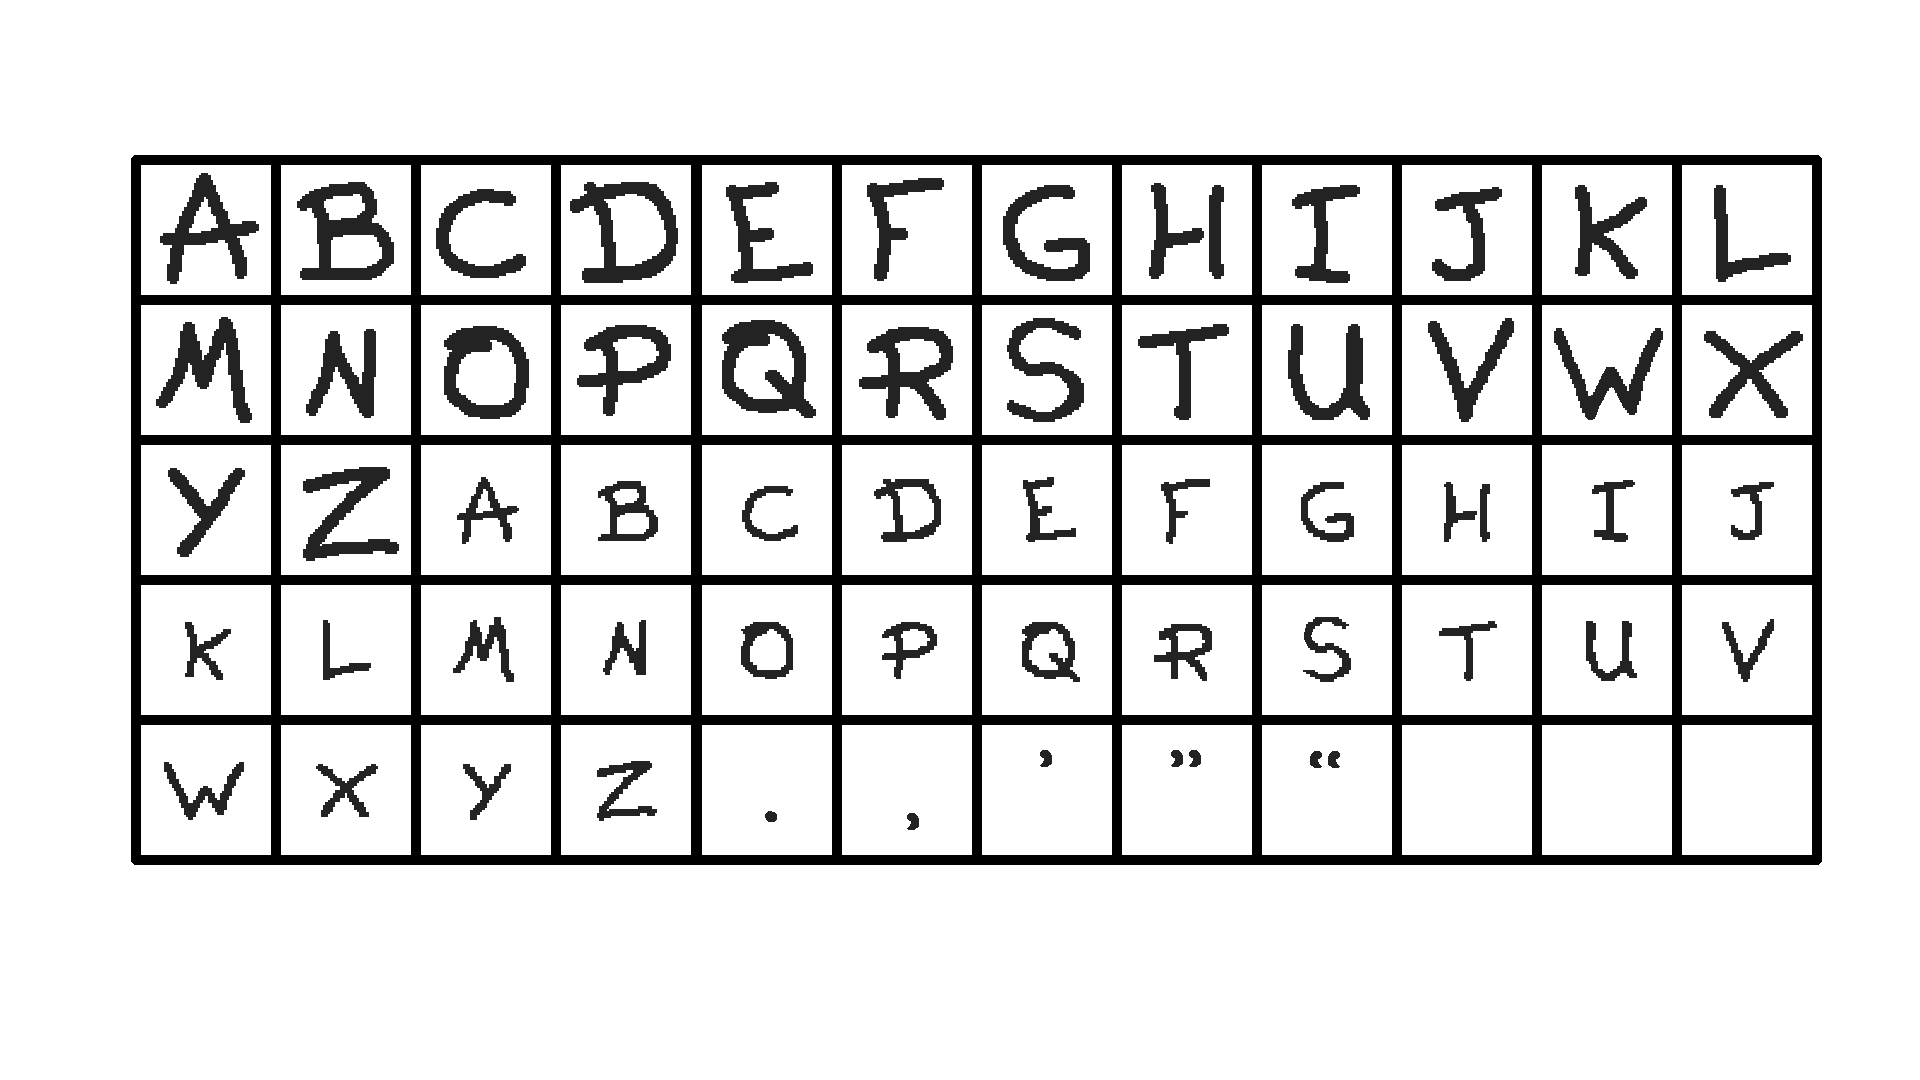 A B C D E F G H I J K L
M N O P Q R S T U V W X
Y Z A B C D E F G H I J
K L M N O P Q R S T U V
W X Y Z . , ’ ” “